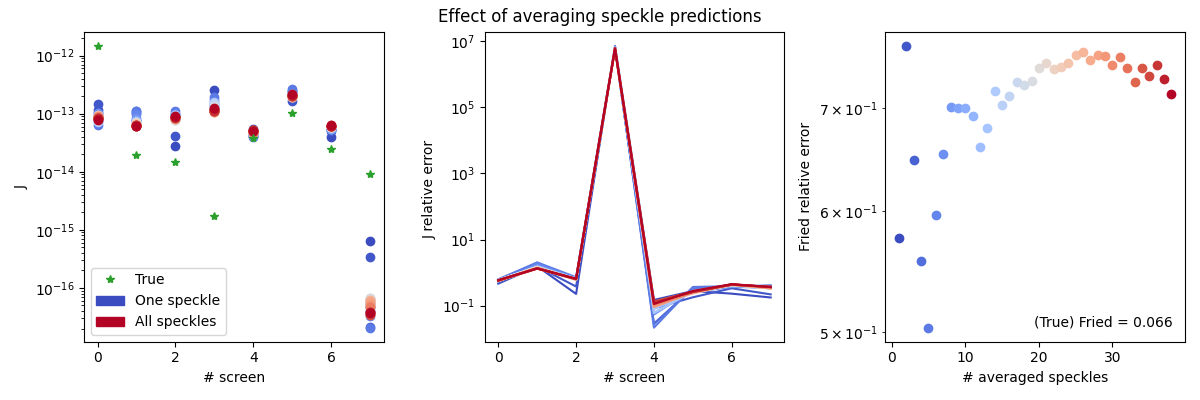 Effect of averaging speckle predictions
J
10⁻¹²
10⁻¹³
10⁻¹⁴
10⁻¹⁵
10⁻¹⁶
True
One speckle
All speckles
0 2 4 6
# screen
J relative error
10⁷
10⁵
10³
10¹
10⁻¹
0 2 4 6
# screen
Fried relative error
7 × 10⁻¹
6 × 10⁻¹
5 × 10⁻¹
(True) Fried = 0.066
0 10 20 30
# averaged speckles